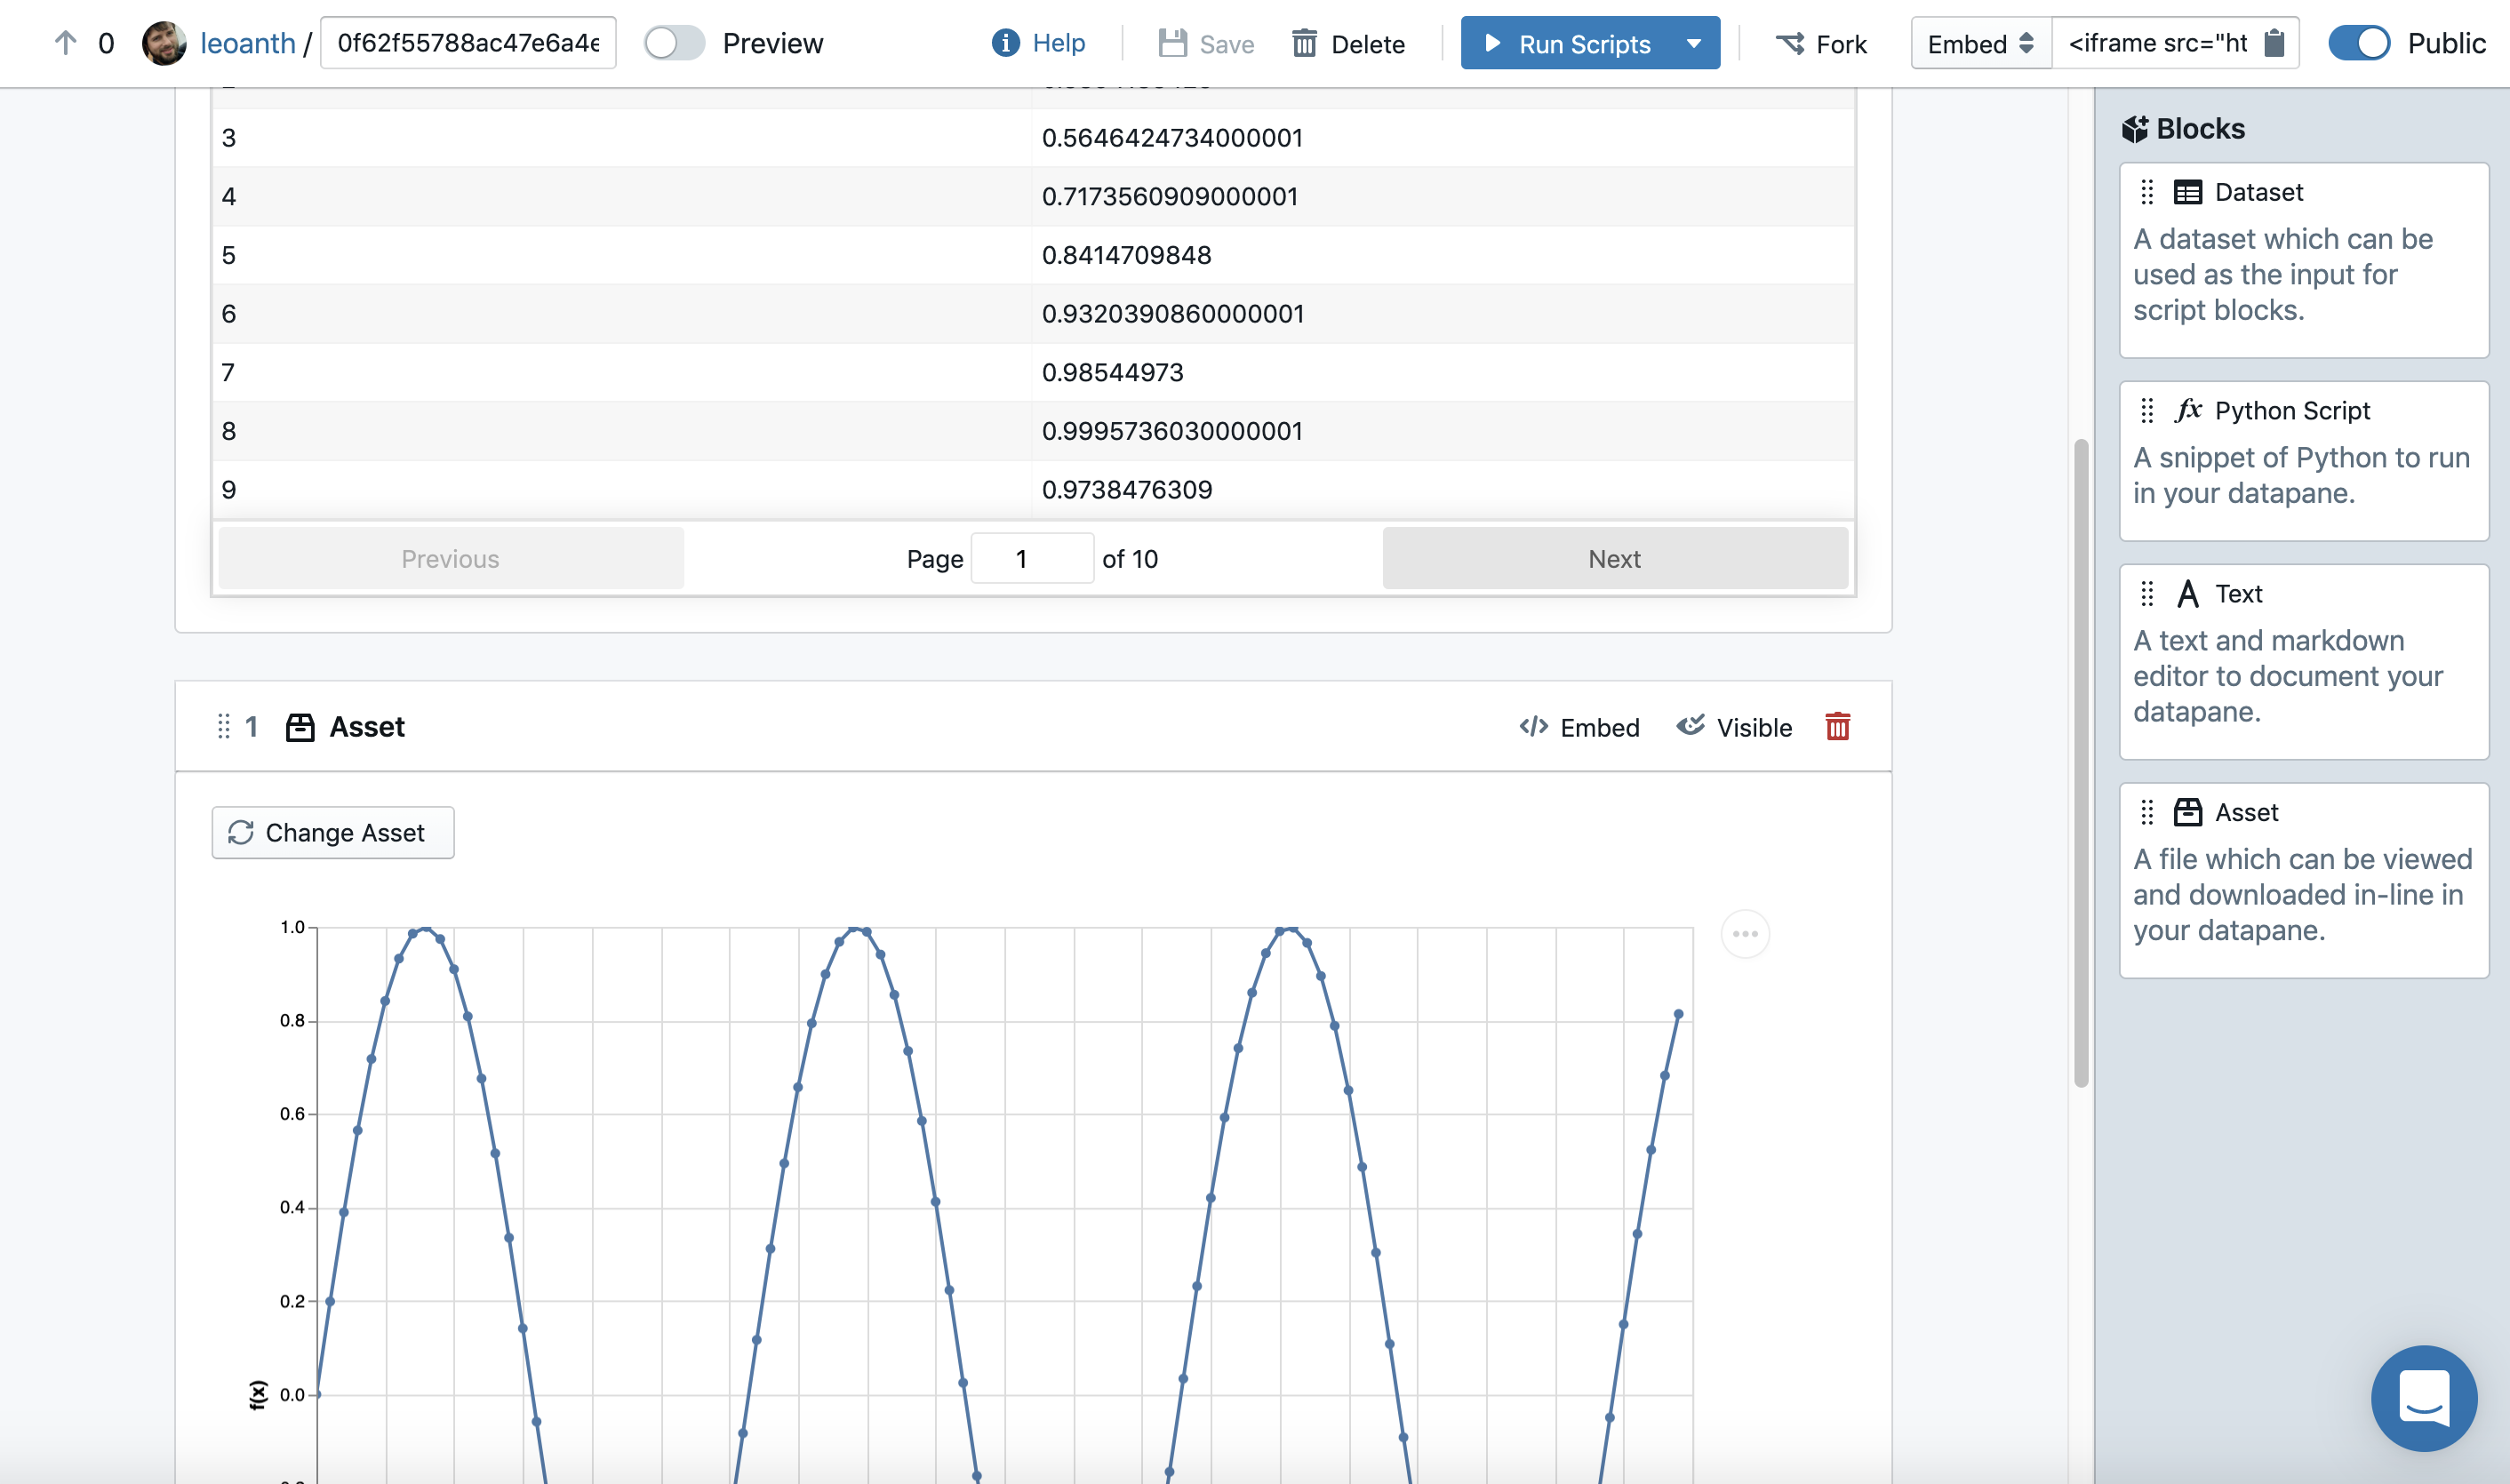 0 leoanth / 0f62f55788ac47e6a4e Preview Help Save Delete Run Scripts Fork Embed <iframe src="ht Public
3 0.5646424734000001
4 0.7173560909000001
5 0.8414709848
6 0.9320390860000001
7 0.98544973
8 0.9995736030000001
9 0.9738476309
Previous Page 1 of 10 Next
1 Asset Embed Visible
Change Asset
1.0
0.8
0.6
0.4
0.2
0.0
f(x)
Blocks
Dataset
A dataset which can be
used as the input for
script blocks.
fx Python Script
A snippet of Python to run
in your datapane.
A Text
A text and markdown
editor to document your
datapane.
Asset
A file which can be viewed
and downloaded in-line in
your datapane.